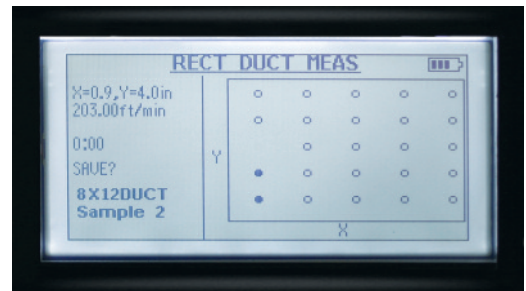 RECT DUCT MEAS
X=0.9,Y=4.0in
203.00ft/min
0:00
SAVE?
8X12DUCT
Sample 2
Y
X